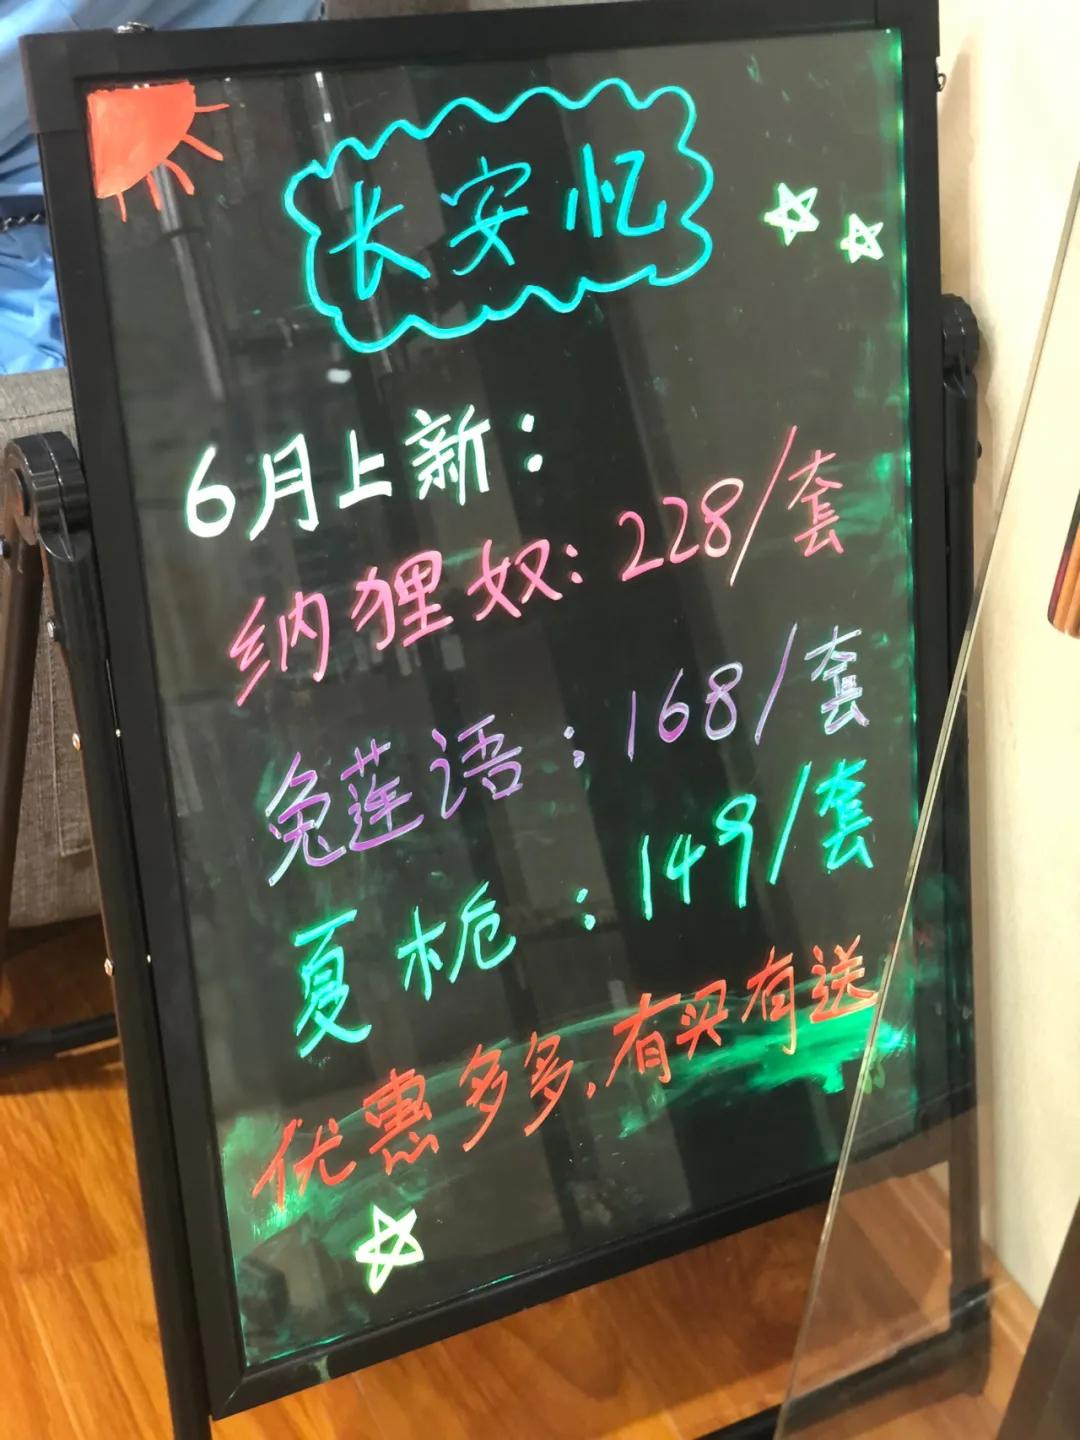 长安忆
6月上新：
纳狸奴：228/套
兔莲语：168/套
夏栀：149/套
优惠多多，有买有送